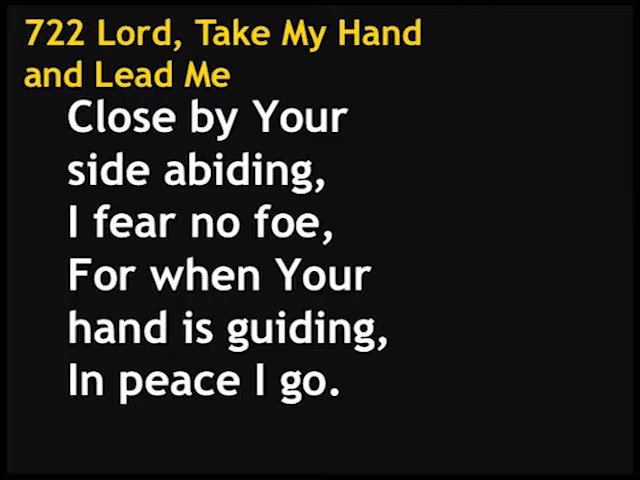 722 Lord, Take My Hand
and Lead Me
Close by Your
side abiding,
I fear no foe,
For when Your
hand is guiding,
In peace I go.